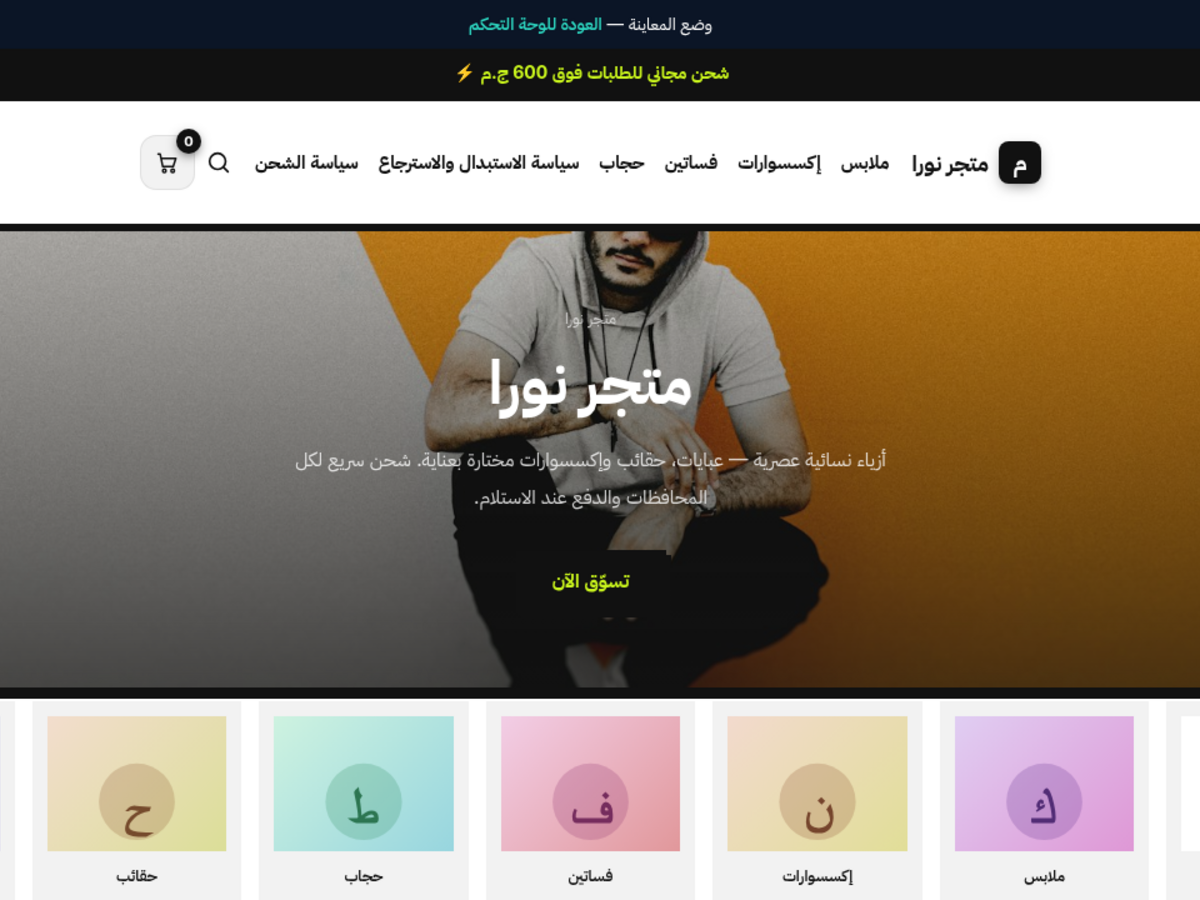 وضع المعاينة — العودة للوحة التحكم
شحن مجاني للطلبات فوق 600 ج.م ⚡
م
متجر نورا
ملابس
إكسسوارات
فساتين
حجاب
سياسة الاستبدال والاسترجاع
سياسة الشحن
0
متجر نورا
متجر نورا
أزياء نسائية عصرية — عبايات، حقائب وإكسسوارات مختارة بعناية. شحن سريع لكل
المحافظات والدفع عند الاستلام.
تسوّق الآن
ك
ن
ف
ط
ح
ملابس
إكسسوارات
فساتين
حجاب
حقائب